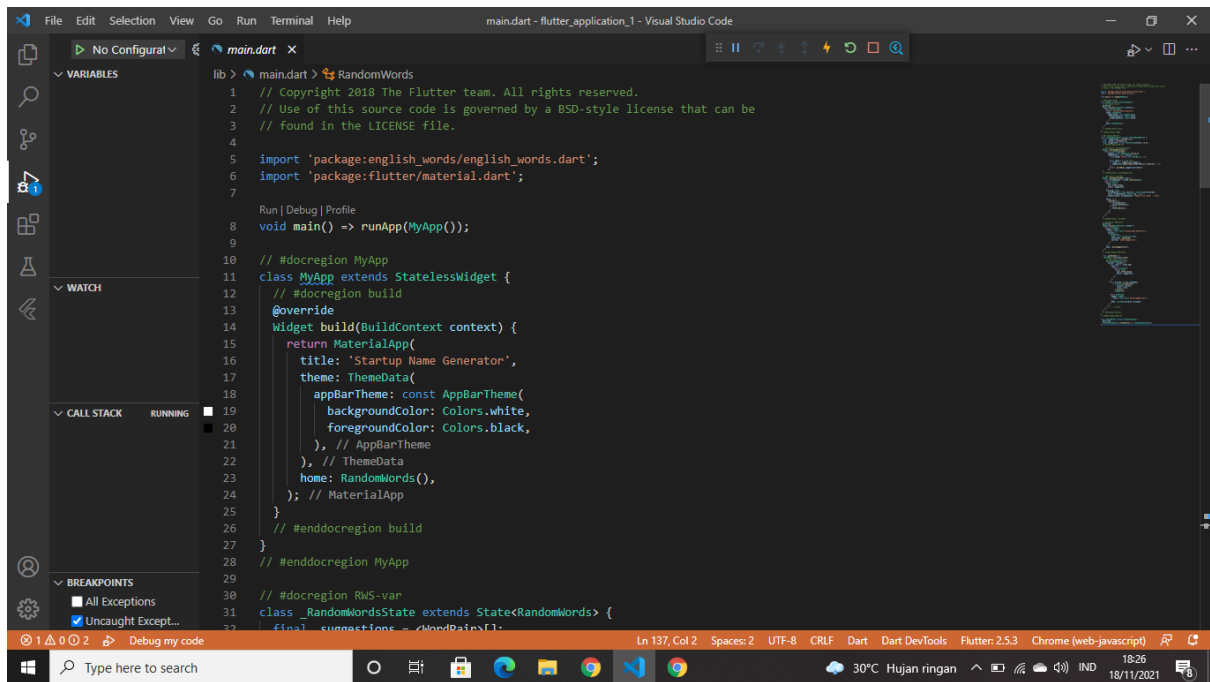 File Edit Selection View Go Run Terminal Help
main.dart - flutter_application_1 - Visual Studio Code
No Configurat
main.dart
VARIABLES
WATCH
CALL STACK RUNNING
BREAKPOINTS
All Exceptions
Uncaught Except...
lib > main.dart > RandomWords
1 // Copyright 2018 The Flutter team. All rights reserved.
2 // Use of this source code is governed by a BSD-style license that can be
3 // found in the LICENSE file.
4
5 import 'package:english_words/english_words.dart';
6 import 'package:flutter/material.dart';
7
Run | Debug | Profile
8 void main() => runApp(MyApp());
9
10 // #docregion MyApp
11 class MyApp extends StatelessWidget {
12 // #docregion build
13 @override
14 Widget build(BuildContext context) {
15 return MaterialApp(
16 title: 'Startup Name Generator',
17 theme: ThemeData(
18 appBarTheme: const AppBarTheme(
19 backgroundColor: Colors.white,
20 foregroundColor: Colors.black,
21 ), // AppBarTheme
22 ), // ThemeData
23 home: RandomWords(),
24 ); // MaterialApp
25 }
26 // #enddocregion build
27 }
28 // #enddocregion MyApp
29
30 // #docregion RWS-var
31 class _RandomWordsState extends State<RandomWords> {
32 final _suggestions = <WordPair>[];
1 0 2 Debug my code
Ln 137, Col 2 Spaces: 2 UTF-8 CRLF Dart Dart DevTools Flutter: 2.5.3 Chrome (web-javascript)
Type here to search
30°C Hujan ringan IND
18:26
18/11/2021
8